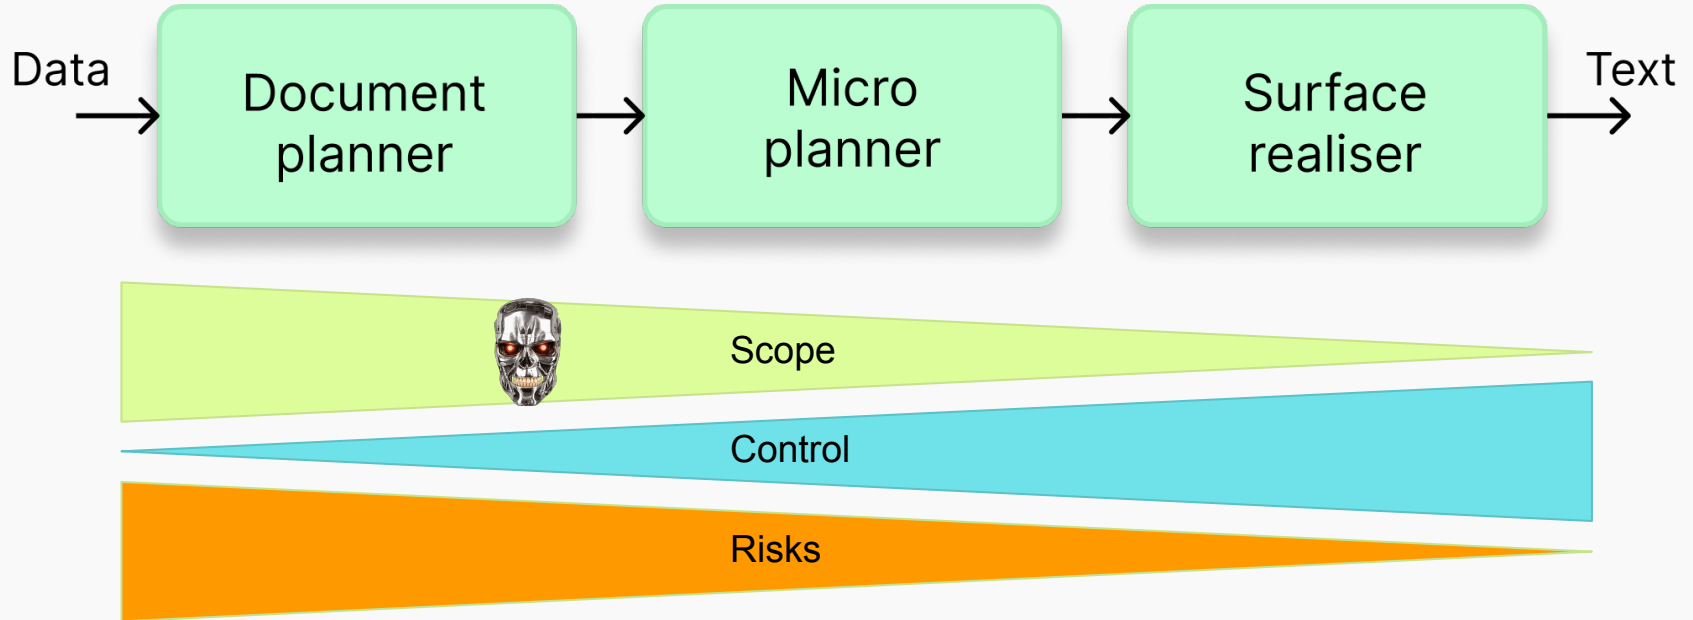 Data
Document
planner
Micro
planner
Surface
realiser
Text
Scope
Control
Risks